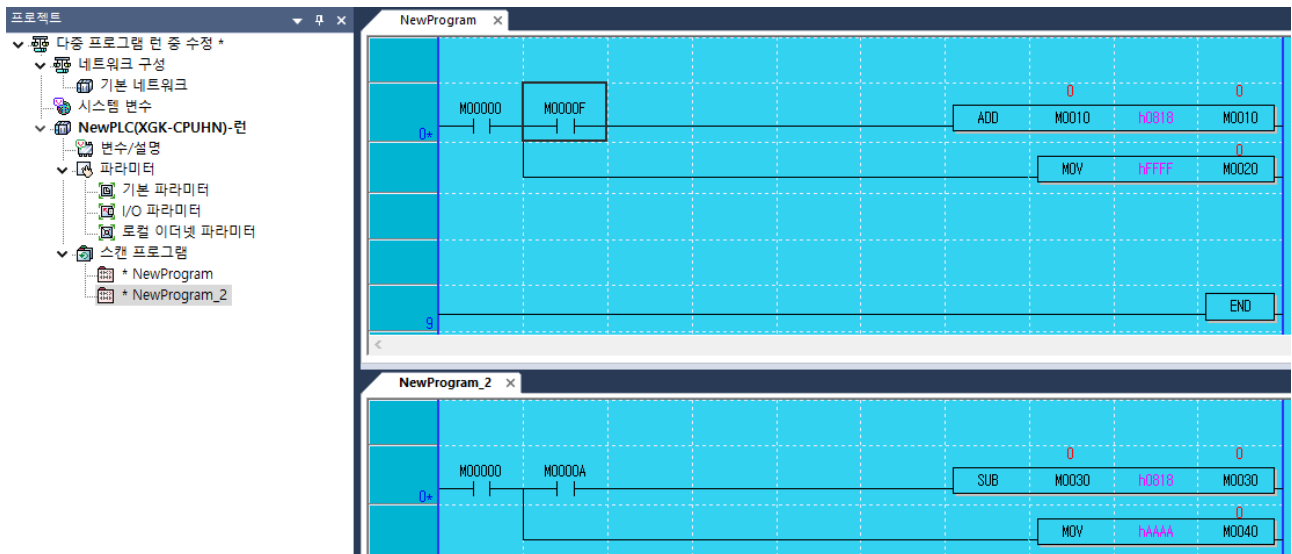 프로젝트
다중 프로그램 런 중 수정 *
네트워크 구성
기본 네트워크
시스템 변수
NewPLC(XGK-CPUHN)-런
변수/설명
파라미터
기본 파라미터
I/O 파라미터
로컬 이더넷 파라미터
스캔 프로그램
* NewProgram
* NewProgram_2
NewProgram
0 0
M00000 M0000F ADD M0010 h0818 M0010
0*
0
MOV hFFFF M0020
END
9
NewProgram_2
0 0
M00000 M0000A SUB M0030 h0818 M0030
0*
0
MOV hAAAA M0040